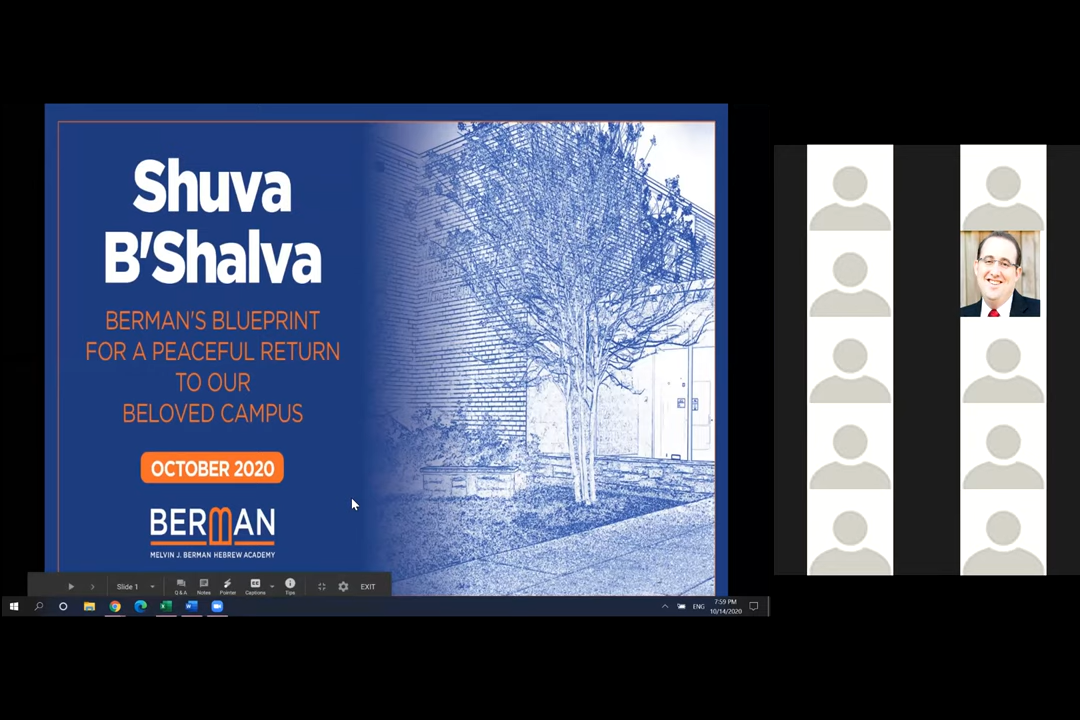 Shuva
B'Shalva
BERMAN'S BLUEPRINT
FOR A PEACEFUL RETURN
TO OUR
BELOVED CAMPUS
OCTOBER 2020
BERMAN
MELVIN J. BERMAN HEBREW ACADEMY
Slide 1
Q&A
Notes
Pointer
Captions
Tips
EXIT
ENG
7:59 PM
10/14/2020